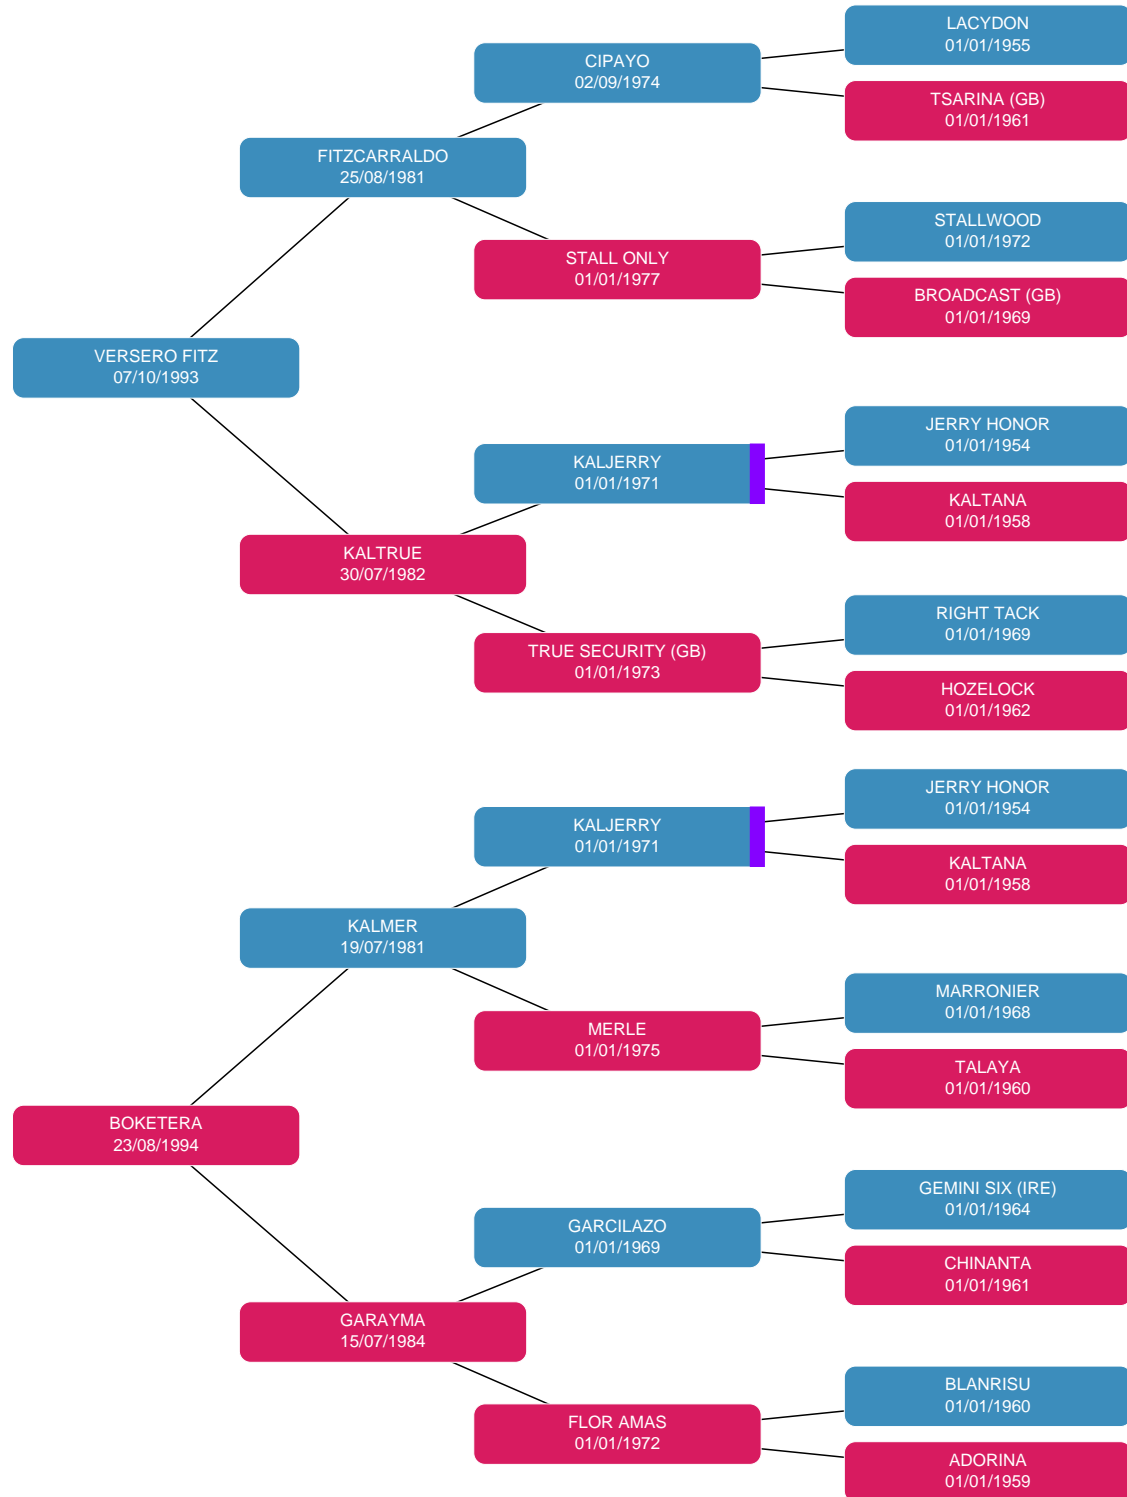 LACYDON
01/01/1955
CIPAYO
02/09/1974
TSARINA (GB)
01/01/1961
FITZCARRALDO
25/08/1981
STALLWOOD
01/01/1972
STALL ONLY
01/01/1977
BROADCAST (GB)
01/01/1969
VERSERO FITZ
07/10/1993
JERRY HONOR
01/01/1954
KALJERRY
01/01/1971
KALTANA
01/01/1958
KALTRUE
30/07/1982
RIGHT TACK
01/01/1969
TRUE SECURITY (GB)
01/01/1973
HOZELOCK
01/01/1962
JERRY HONOR
01/01/1954
KALJERRY
01/01/1971
KALTANA
01/01/1958
KALMER
19/07/1981
MARRONIER
01/01/1968
MERLE
01/01/1975
TALAYA
01/01/1960
BOKETERA
23/08/1994
GEMINI SIX (IRE)
01/01/1964
GARCILAZO
01/01/1969
CHINANTA
01/01/1961
GARAYMA
15/07/1984
BLANRISU
01/01/1960
FLOR AMAS
01/01/1972
ADORINA
01/01/1959